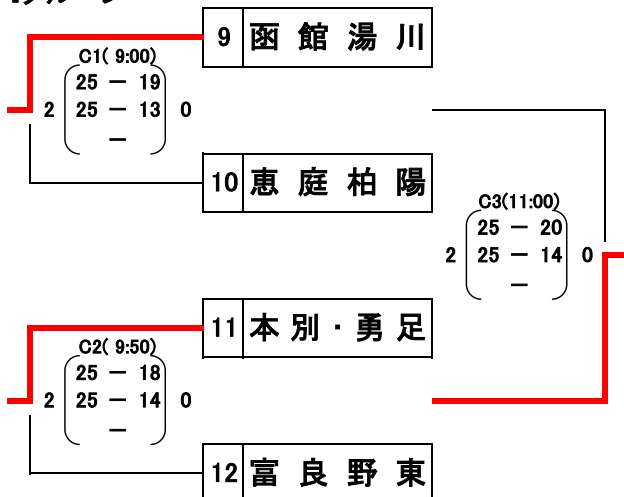 9 函館湯川
C1( 9:00)
25 － 19
2 25 － 13 0
－
10 恵庭柏陽
C3(11:00)
25 － 20
2 25 － 14 0
－
11 本別・勇足
C2( 9:50)
25 － 18
2 25 － 14 0
－
12 富良野東